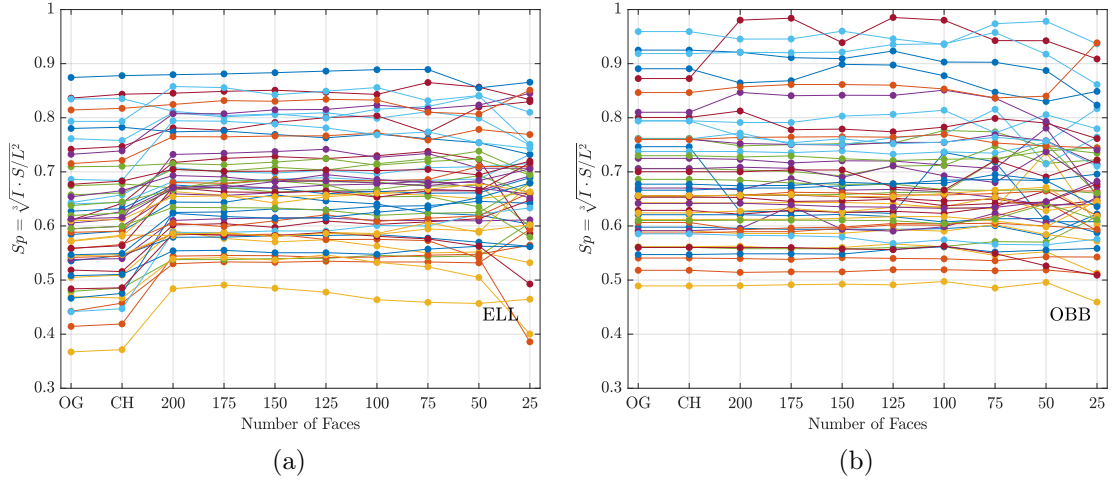 1
0.9
0.8
0.7
0.6
0.5
0.4
0.3
Sp = ∛I · S/L²
ELL
OG CH 200 175 150 125 100 75 50 25
Number of Faces
(a)
1
0.9
0.8
0.7
0.6
0.5
0.4
0.3
Sp = ∛I · S/L²
OBB
OG CH 200 175 150 125 100 75 50 25
Number of Faces
(b)